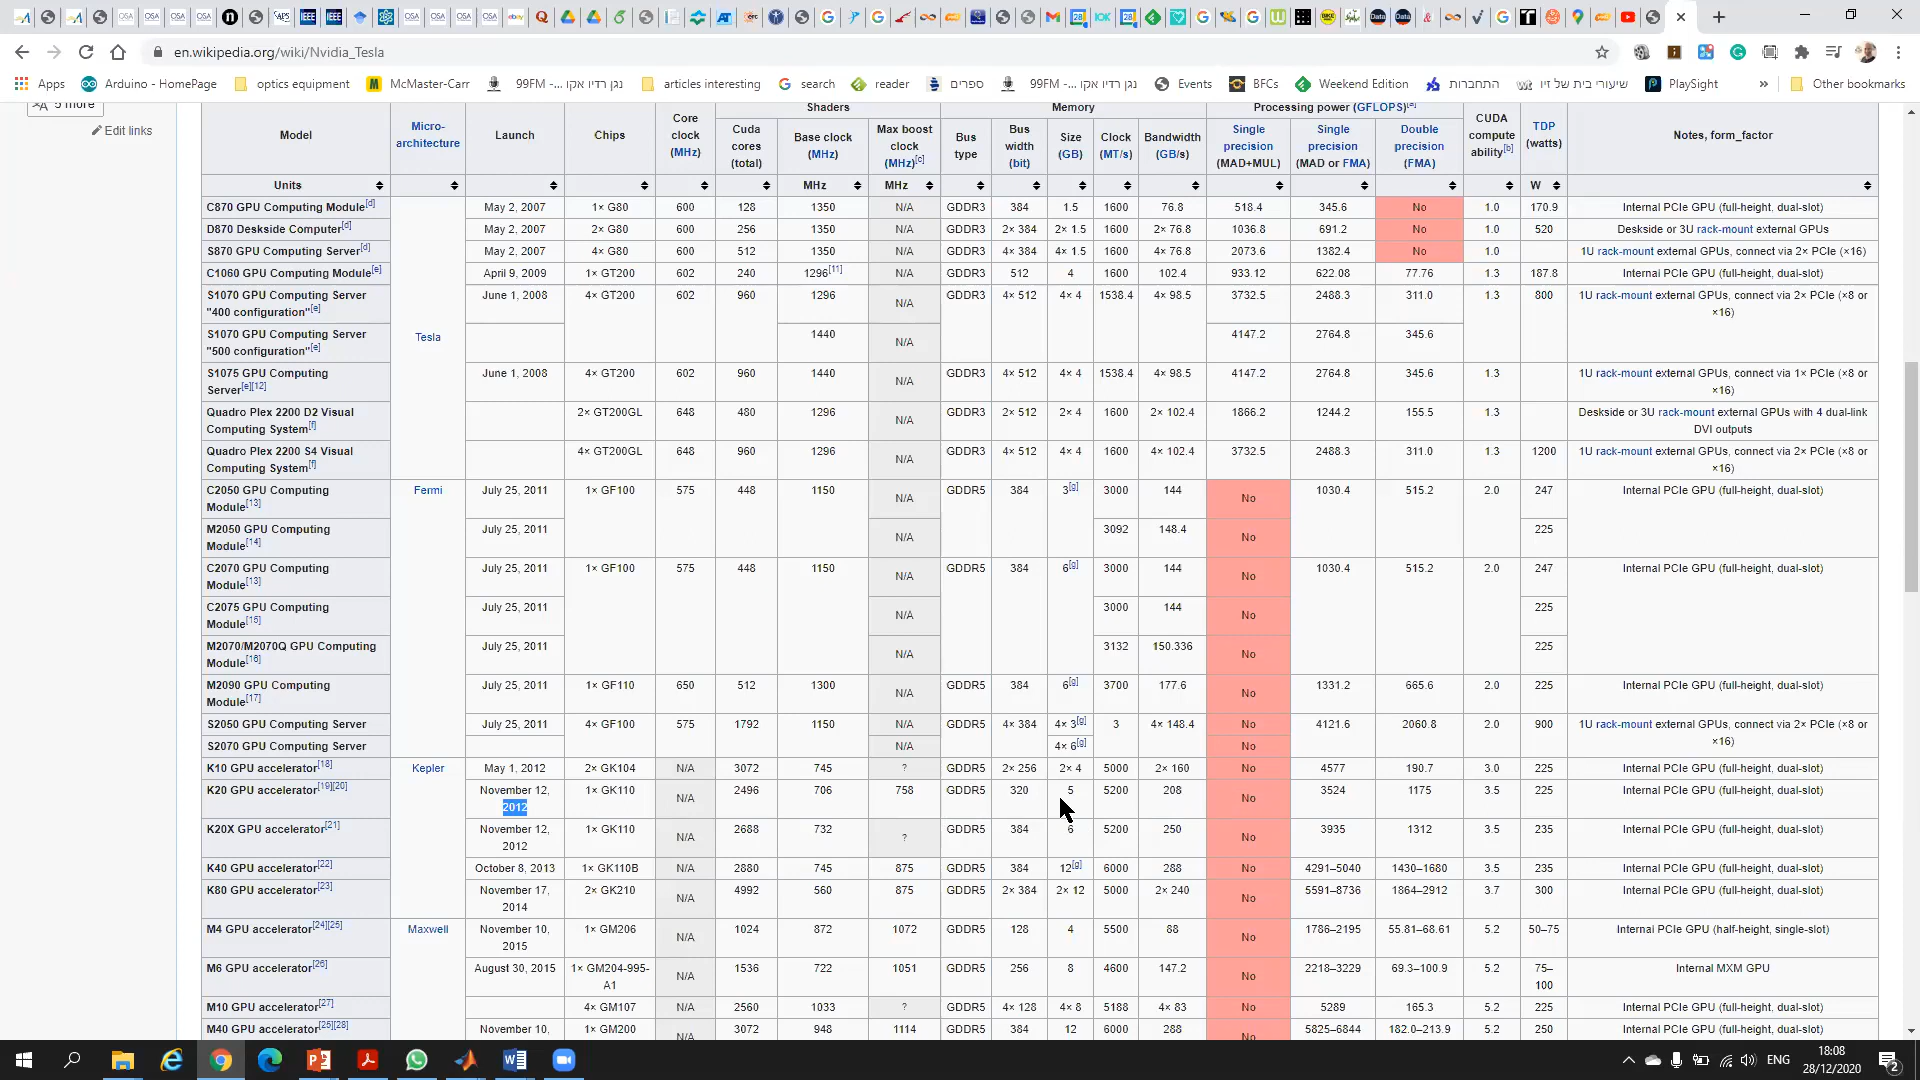 en.wikipedia.org/wiki/Nvidia_Tesla
Apps Arduino - HomePage optics equipment McMaster-Carr נגן רדיו אקו ... - 99FM articles interesting search reader ספרים נגן רדיו אקו ... - 99FM Events BFCs Weekend Edition התחברות שיעורי בית של זיו PlaySight » Other bookmarks
5 more
Edit links
Model Micro-architecture Launch Chips Core clock (MHz) Shaders Memory Processing power (GFLOPS)[a] CUDA compute ability[b] TDP (watts) Notes, form_factor
Cuda cores (total) Base clock (MHz) Max boost clock (MHz)[c] Bus type Bus width (bit) Size (GB) Clock (MT/s) Bandwidth (GB/s) Single precision (MAD+MUL) Single precision (MAD or FMA) Double precision (FMA)
Units MHz MHz W
C870 GPU Computing Module[d] Tesla May 2, 2007 1× G80 600 128 1350 N/A GDDR3 384 1.5 1600 76.8 518.4 345.6 No 1.0 170.9 Internal PCIe GPU (full-height, dual-slot)
D870 Deskside Computer[d] May 2, 2007 2× G80 600 256 1350 N/A GDDR3 2× 384 2× 1.5 1600 2× 76.8 1036.8 691.2 No 1.0 520 Deskside or 3U rack-mount external GPUs
S870 GPU Computing Server[d] May 2, 2007 4× G80 600 512 1350 N/A GDDR3 4× 384 4× 1.5 1600 4× 76.8 2073.6 1382.4 No 1.0 1U rack-mount external GPUs, connect via 2× PCIe (×16)
C1060 GPU Computing Module[e] April 9, 2009 1× GT200 602 240 1296[11] N/A GDDR3 512 4 1600 102.4 933.12 622.08 77.76 1.3 187.8 Internal PCIe GPU (full-height, dual-slot)
S1070 GPU Computing Server "400 configuration"[e] June 1, 2008 4× GT200 602 960 1296 N/A GDDR3 4× 512 4× 4 1538.4 4× 98.5 3732.5 2488.3 311.0 1.3 800 1U rack-mount external GPUs, connect via 2× PCIe (×8 or ×16)
S1070 GPU Computing Server "500 configuration"[e] 1440 N/A 4147.2 2764.8 345.6
S1075 GPU Computing Server[e][12] June 1, 2008 4× GT200 602 960 1440 N/A GDDR3 4× 512 4× 4 1538.4 4× 98.5 4147.2 2764.8 345.6 1.3 1U rack-mount external GPUs, connect via 1× PCIe (×8 or ×16)
Quadro Plex 2200 D2 Visual Computing System[f] 2× GT200GL 648 480 1296 N/A GDDR3 2× 512 2× 4 1600 2× 102.4 1866.2 1244.2 155.5 1.3 Deskside or 3U rack-mount external GPUs with 4 dual-link DVI outputs
Quadro Plex 2200 S4 Visual Computing System[f] 4× GT200GL 648 960 1296 N/A GDDR3 4× 512 4× 4 1600 4× 102.4 3732.5 2488.3 311.0 1.3 1200 1U rack-mount external GPUs, connect via 2× PCIe (×8 or ×16)
C2050 GPU Computing Module[13] Fermi July 25, 2011 1× GF100 575 448 1150 N/A GDDR5 384 3[g] 3000 144 No 1030.4 515.2 2.0 247 Internal PCIe GPU (full-height, dual-slot)
M2050 GPU Computing Module[14] July 25, 2011 N/A 3092 148.4 No 225
C2070 GPU Computing Module[13] July 25, 2011 1× GF100 575 448 1150 N/A GDDR5 384 6[g] 3000 144 No 1030.4 515.2 2.0 247 Internal PCIe GPU (full-height, dual-slot)
C2075 GPU Computing Module[15] July 25, 2011 N/A 3000 144 No 225
M2070/M2070Q GPU Computing Module[16] July 25, 2011 N/A 3132 150.336 No 225
M2090 GPU Computing Module[17] July 25, 2011 1× GF110 650 512 1300 N/A GDDR5 384 6[g] 3700 177.6 No 1331.2 665.6 2.0 225 Internal PCIe GPU (full-height, dual-slot)
S2050 GPU Computing Server July 25, 2011 4× GF100 575 1792 1150 N/A GDDR5 4× 384 4× 3[g] 3 4× 148.4 No 4121.6 2060.8 2.0 900 1U rack-mount external GPUs, connect via 2× PCIe (×8 or ×16)
S2070 GPU Computing Server N/A 4× 6[g] No
K10 GPU accelerator[18] Kepler May 1, 2012 2× GK104 N/A 3072 745 ? GDDR5 2× 256 2× 4 5000 2× 160 No 4577 190.7 3.0 225 Internal PCIe GPU (full-height, dual-slot)
K20 GPU accelerator[19][20] November 12, 2012 1× GK110 N/A 2496 706 758 GDDR5 320 5 5200 208 No 3524 1175 3.5 225 Internal PCIe GPU (full-height, dual-slot)
K20X GPU accelerator[21] November 12, 2012 1× GK110 N/A 2688 732 ? GDDR5 384 6 5200 250 No 3935 1312 3.5 235 Internal PCIe GPU (full-height, dual-slot)
K40 GPU accelerator[22] October 8, 2013 1× GK110B N/A 2880 745 875 GDDR5 384 12[g] 6000 288 No 4291–5040 1430–1680 3.5 235 Internal PCIe GPU (full-height, dual-slot)
K80 GPU accelerator[23] November 17, 2014 2× GK210 N/A 4992 560 875 GDDR5 2× 384 2× 12 5000 2× 240 No 5591–8736 1864–2912 3.7 300 Internal PCIe GPU (full-height, dual-slot)
M4 GPU accelerator[24][25] Maxwell November 10, 2015 1× GM206 N/A 1024 872 1072 GDDR5 128 4 5500 88 No 1786–2195 55.81–68.61 5.2 50–75 Internal PCIe GPU (half-height, single-slot)
M6 GPU accelerator[26] August 30, 2015 1× GM204-995-A1 N/A 1536 722 1051 GDDR5 256 8 4600 147.2 No 2218–3229 69.3–100.9 5.2 75–100 Internal MXM GPU
M10 GPU accelerator[27] 4× GM107 N/A 2560 1033 ? GDDR5 4× 128 4× 8 5188 4× 83 No 5289 165.3 5.2 225 Internal PCIe GPU (full-height, dual-slot)
M40 GPU accelerator[25][28] November 10, 1× GM200 N/A 3072 948 1114 GDDR5 384 12 6000 288 No 5825–6844 182.0–213.9 5.2 250 Internal PCIe GPU (full-height, dual-slot)
ENG 18:08
28/12/2020 2